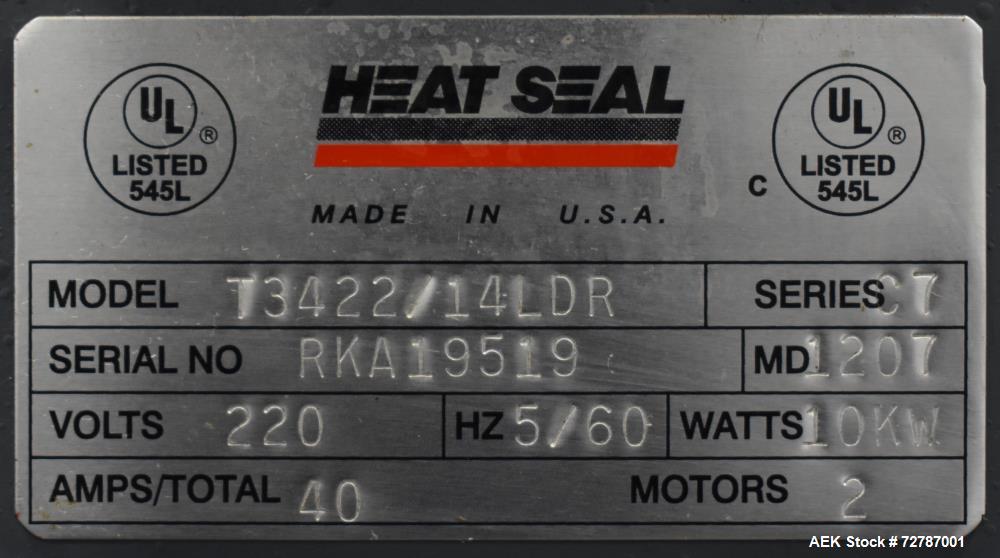 UL ®
LISTED
545L
HEAT SEAL
MADE IN U.S.A.
C UL ®
LISTED
545L
MODEL T3422/14LDR SERIES C7
SERIAL NO RKA19519 MD 1207
VOLTS 220 HZ 5/60 WATTS 10KW
AMPS/TOTAL 40 MOTORS 2
AEK Stock # 72787001